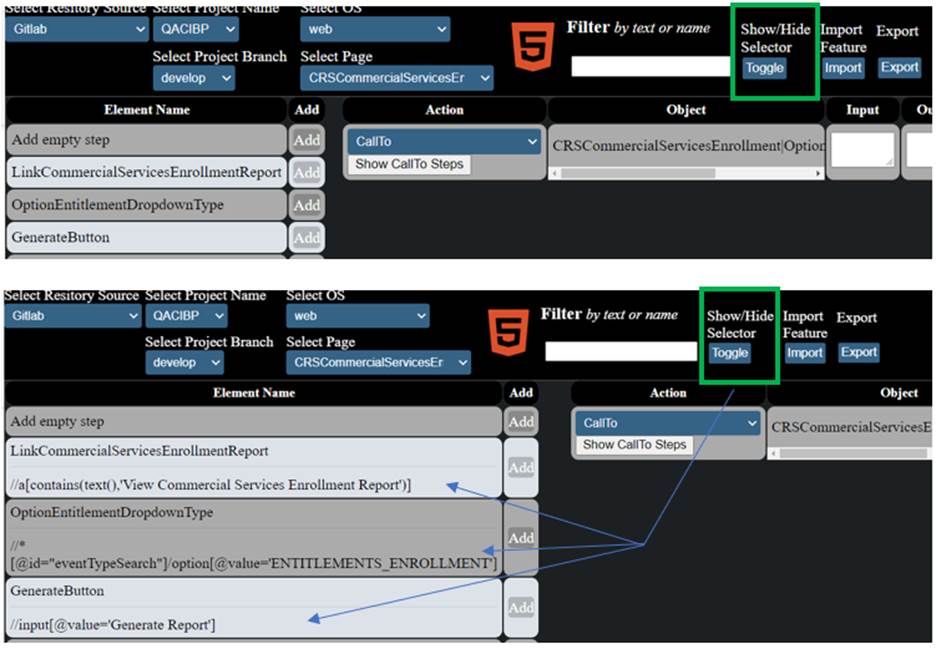 Select Resitory Source Select Project Name Select OS
Gitlab QACIBP web
Filter by text or name
Show/Hide Selector
Import Feature
Export
Select Project Branch Select Page
develop CRSCommercialServicesEr
5
Toggle Import Export
Element Name Add Action Object Input Ou
Add empty step Add
CallTo
Show CallTo Steps
CRSCommercialServicesEnrollment|Option
LinkCommercialServicesEnrollmentReport Add
OptionEntitlementDropdownType Add
GenerateButton Add
Select Resitory Source Select Project Name Select OS
Gitlab QACIBP web
Filter by text or name
Show/Hide Selector
Import Feature
Export
Select Project Branch Select Page
develop CRSCommercialServicesEr
5
Toggle Import Export
Element Name Add Action Object
Add empty step Add
CallTo
Show CallTo Steps
CRSCommercialServicesE
LinkCommercialServicesEnrollmentReport
//a[contains(text(),'View Commercial Services Enrollment Report')]
Add
OptionEntitlementDropdownType
//*
[@id="eventTypeSearch"]/option[@value='ENTITLEMENTS_ENROLLMENT']
Add
GenerateButton
//input[@value='Generate Report']
Add